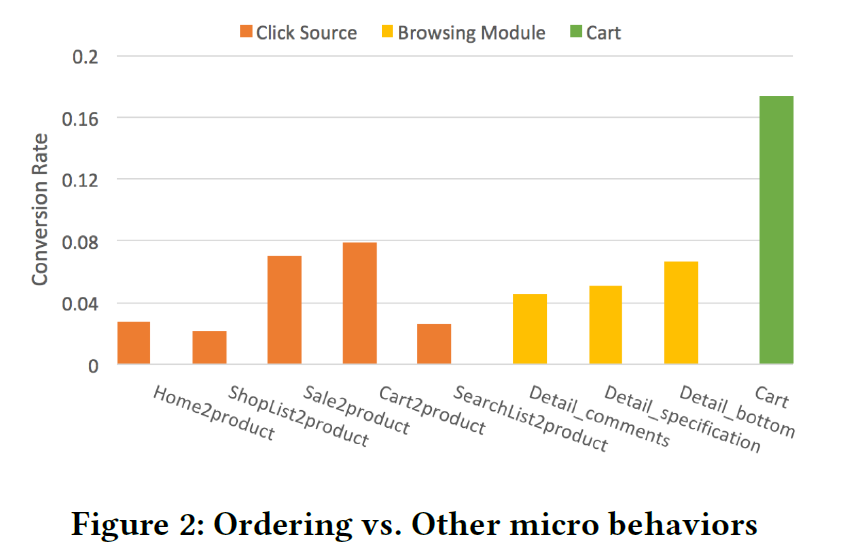 Click Source Browsing Module Cart
Conversion Rate
0.2
0.16
0.12
0.08
0.04
0
Home2product
ShopList2product
Sale2product
Cart2product
SearchList2product
Detail_comments
Detail_specification
Detail_bottom
Cart
Figure 2: Ordering vs. Other micro behaviors